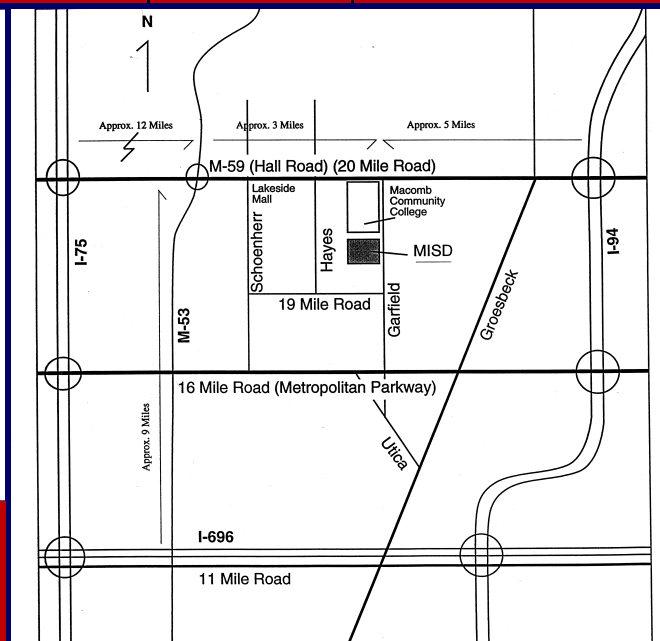 N
Approx. 12 Miles
Approx. 3 Miles
Approx. 5 Miles
M-59 (Hall Road) (20 Mile Road)
Lakeside
Mall
Macomb
Community
College
Schoenherr
Hayes
MISD
I-75
I-94
M-53
19 Mile Road
Garfield
Groesbeck
16 Mile Road (Metropolitan Parkway)
Approx. 9 Miles
Utica
I-696
11 Mile Road